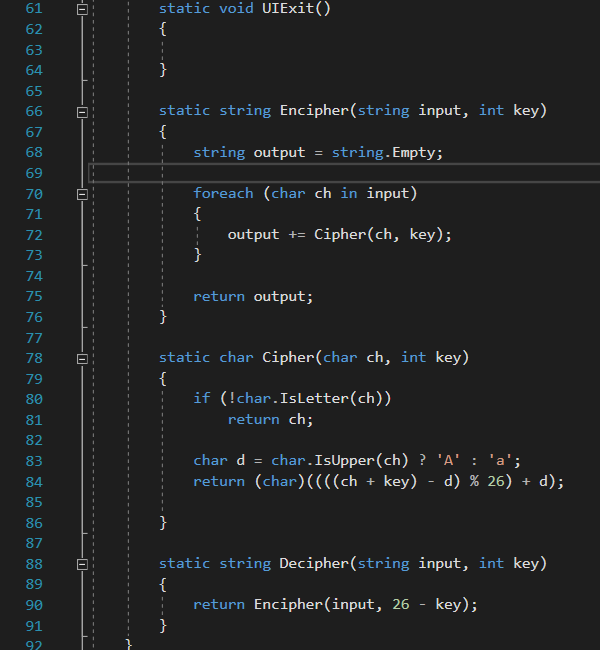 61 static void UIExit()
62 {
63
64 }
65
66 static string Encipher(string input, int key)
67 {
68 string output = string.Empty;
69
70 foreach (char ch in input)
71 {
72 output += Cipher(ch, key);
73 }
74
75 return output;
76 }
77
78 static char Cipher(char ch, int key)
79 {
80 if (!char.IsLetter(ch))
81 return ch;
82
83 char d = char.IsUpper(ch) ? 'A' : 'a';
84 return (char)((((ch + key) - d) % 26) + d);
85
86 }
87
88 static string Decipher(string input, int key)
89 {
90 return Encipher(input, 26 - key);
91 }
92 }